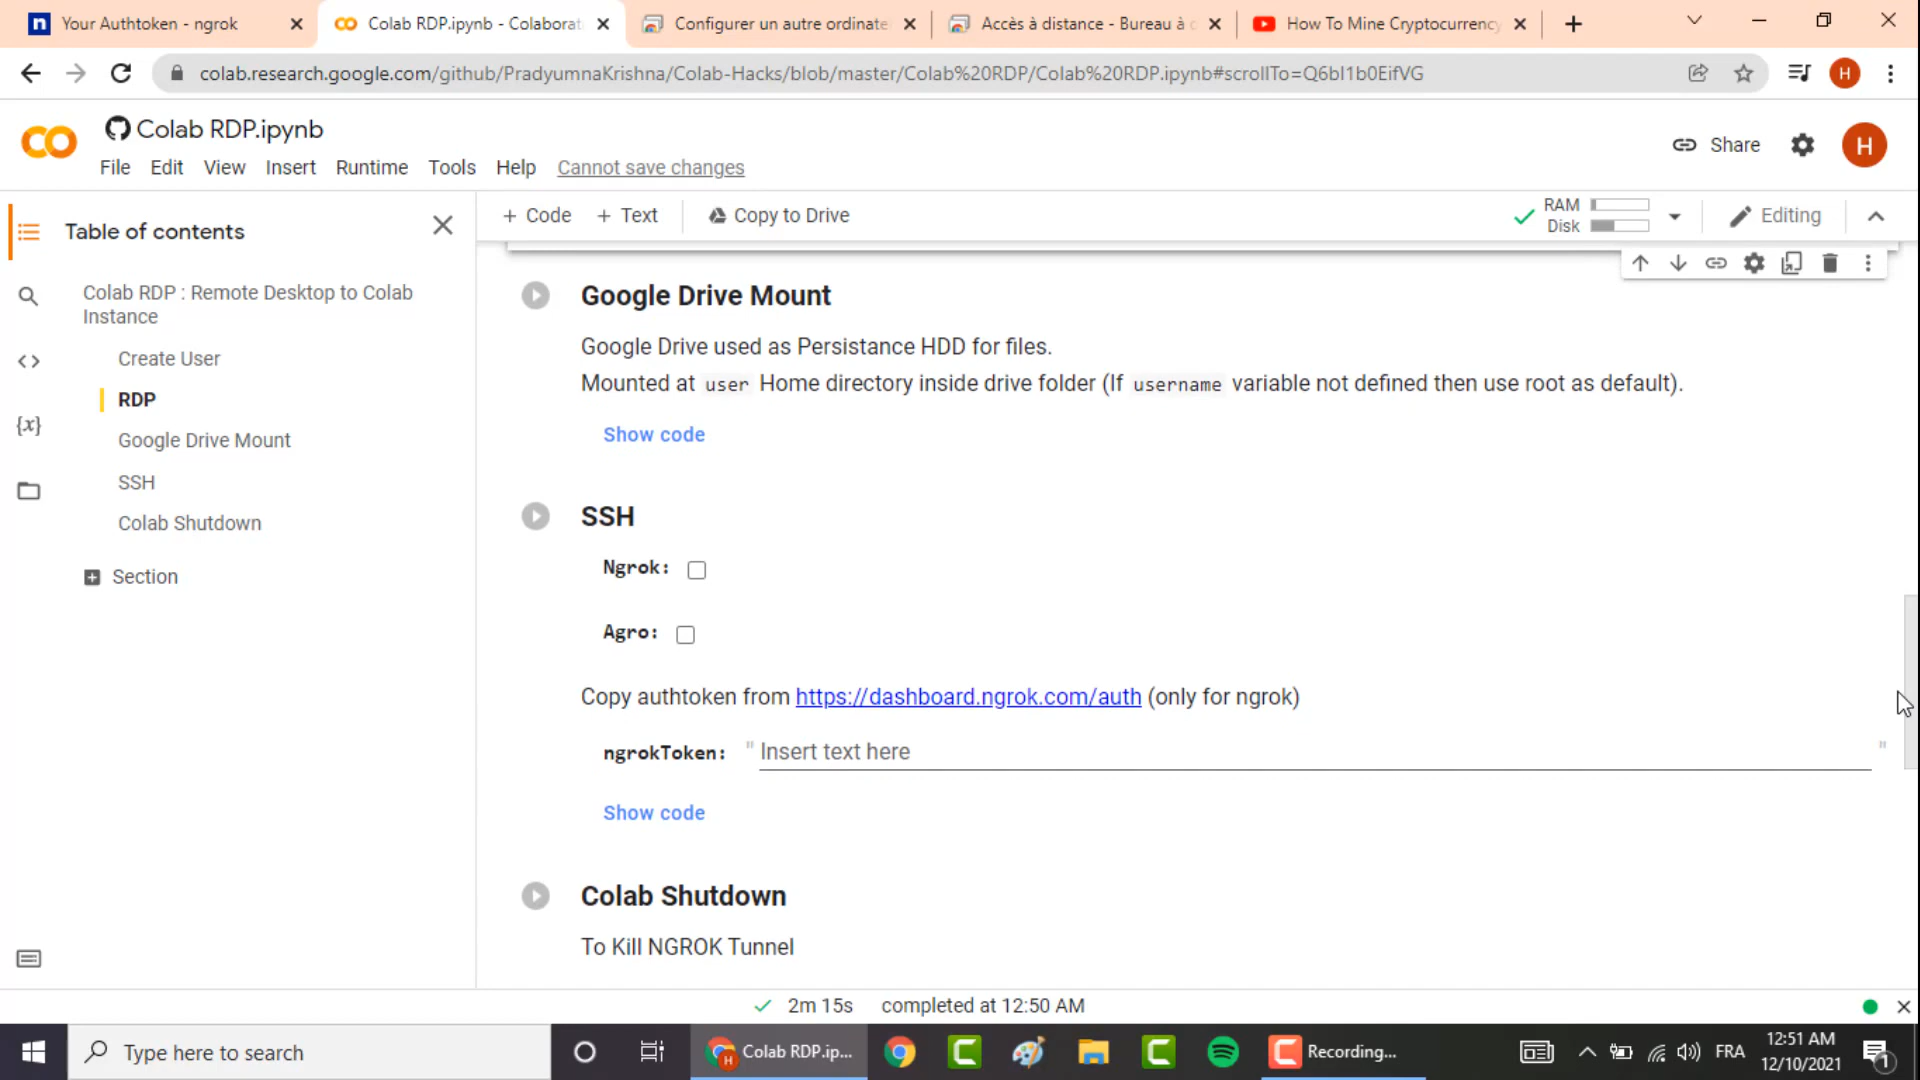 Your Authtoken - ngrok
Colab RDP.ipynb - Colaborat
Configurer un autre ordinate
Accès à distance - Bureau à
How To Mine Cryptocurrency
colab.research.google.com/github/PradyumnaKrishna/Colab-Hacks/blob/master/Colab%20RDP/Colab%20RDP.ipynb#scrollTo=Q6bl1b0EifVG
H
Colab RDP.ipynb
File Edit View Insert Runtime Tools Help Cannot save changes
Share
H
Table of contents
Colab RDP : Remote Desktop to Colab
Instance
Create User
RDP
Google Drive Mount
SSH
Colab Shutdown
Section
+ Code + Text Copy to Drive
RAM
Disk
Editing
Google Drive Mount
Google Drive used as Persistance HDD for files.
Mounted at user Home directory inside drive folder (If username variable not defined then use root as default).
Show code
SSH
Ngrok:
Agro:
Copy authtoken from https://dashboard.ngrok.com/auth (only for ngrok)
ngrokToken: " Insert text here "
Show code
Colab Shutdown
To Kill NGROK Tunnel
2m 15s completed at 12:50 AM
Type here to search
Colab RDP.ip...
Recording...
FRA
12:51 AM
12/10/2021
1